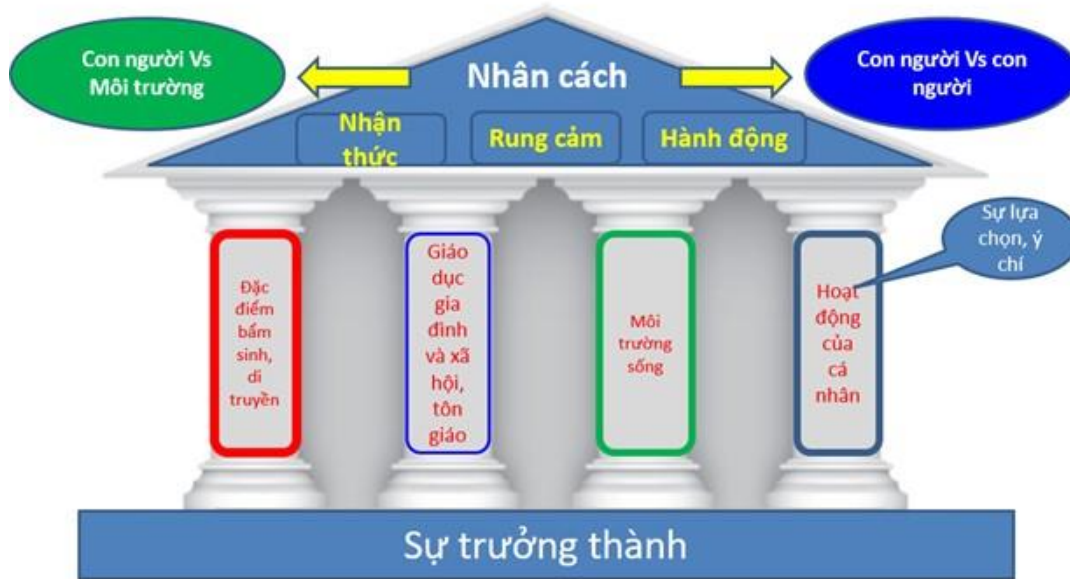 Con người Vs
Môi trường
Nhân cách
Con người Vs con
người
Nhận
thức
Rung cảm
Hành động
Sự lựa
chọn, ý
chí
Đặc
điểm
bẩm
sinh,
di
truyền
Giáo
dục
gia
đình
và xã
hội,
tôn
giáo
Môi
trường
sống
Hoạt
động
của
cá
nhân
Sự trưởng thành